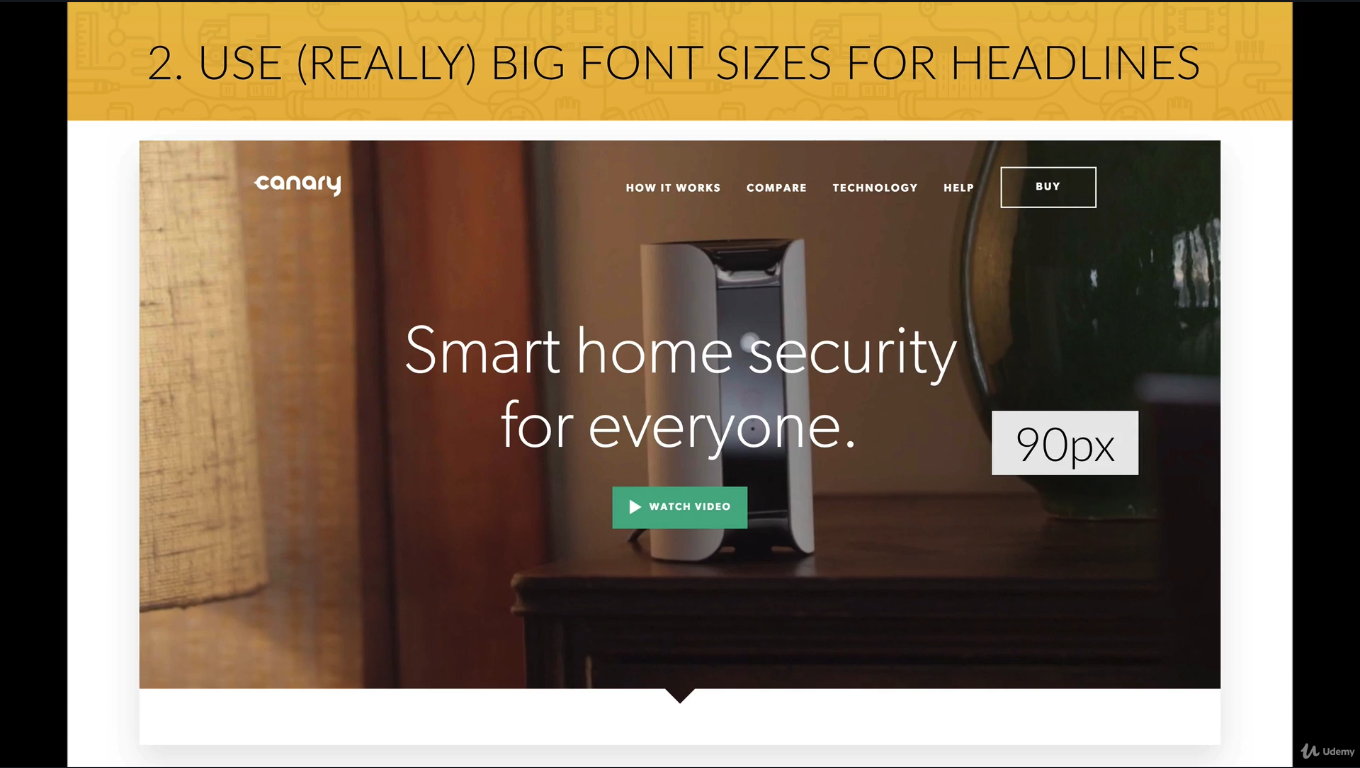 2. USE (REALLY) BIG FONT SIZES FOR HEADLINES
canary
HOW IT WORKS COMPARE TECHNOLOGY HELP BUY
Smart home security
for everyone.
90px
WATCH VIDEO
Udemy